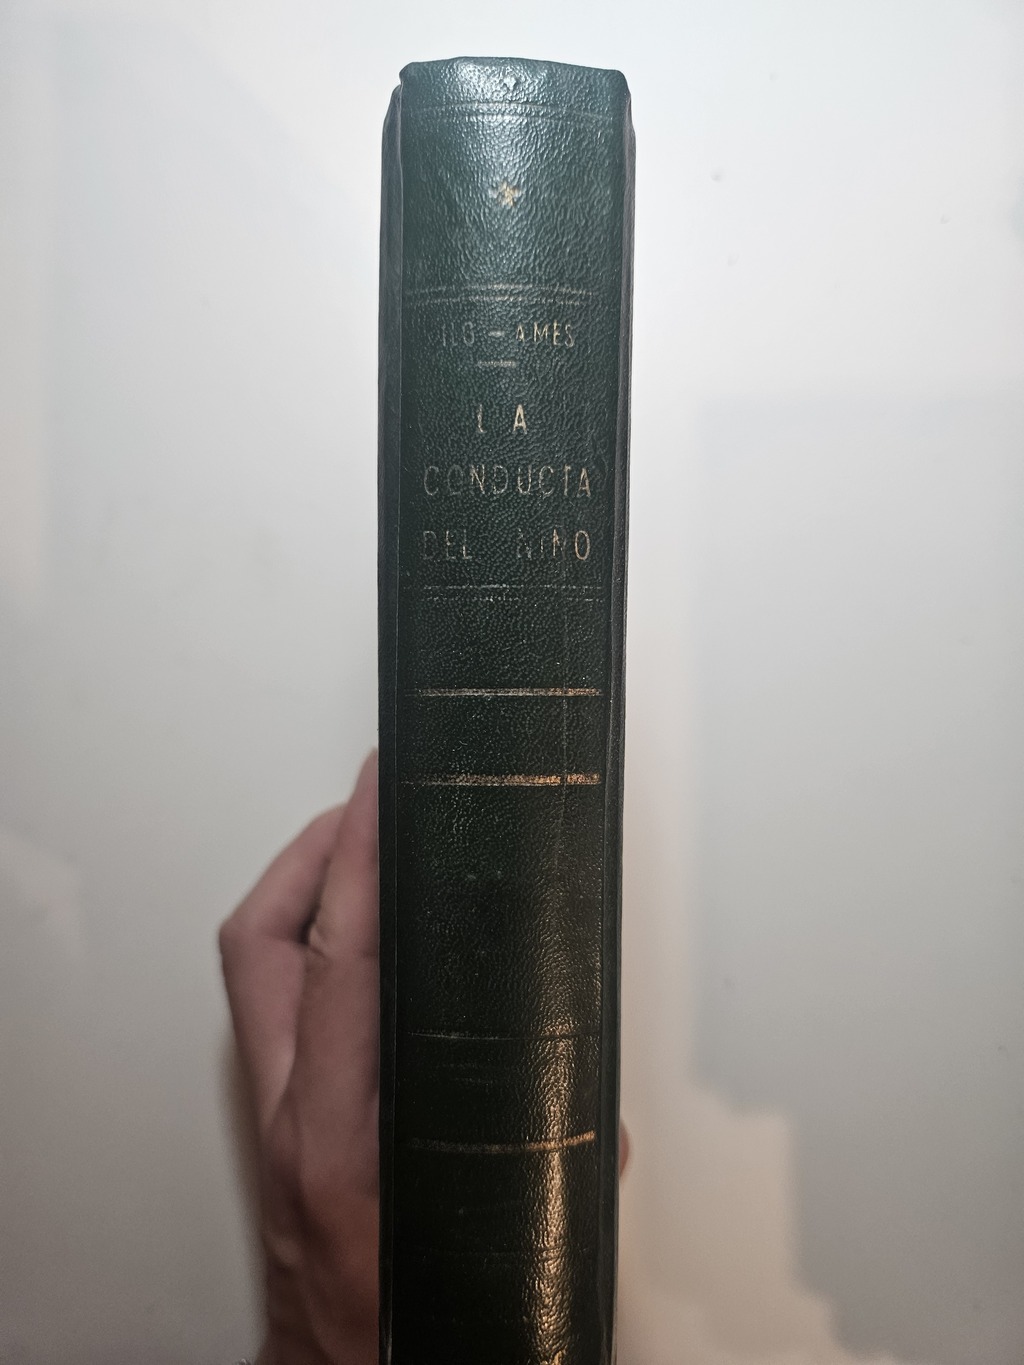 ILG - AMES
LA
CONDUCTA
DEL NIÑO